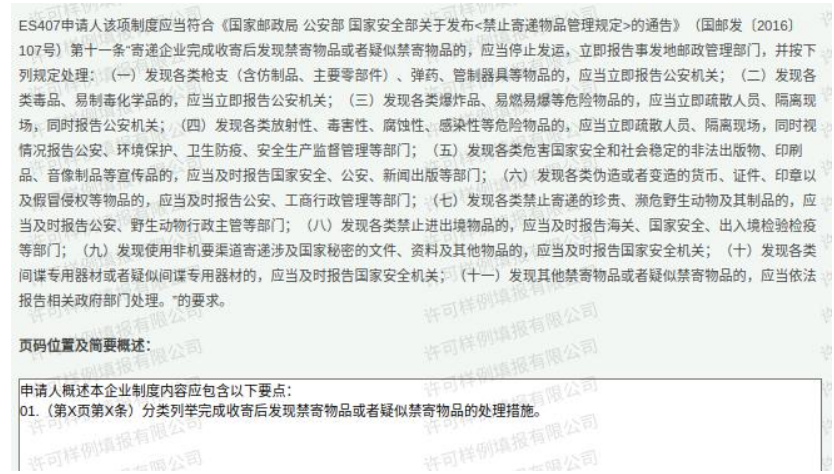 ES407申请人该项制度应当符合《国家邮政局 公安部 国家安全部关于发布<禁止寄递物品管理规定>的通告》（国邮发〔2016〕
107号）第十一条“寄递企业完成收寄后发现禁寄物品或者疑似禁寄物品的，应当停止发运，立即报告事发地邮政管理部门，并按下
列规定处理：（一）发现各类枪支（含仿制品、主要零部件）、弹药、管制器具等物品的，应当立即报告公安机关；（二）发现各
类毒品、易制毒化学品的，应当立即报告公安机关；（三）发现各类爆炸品、易燃易爆等危险物品的，应当立即疏散人员、隔离现
场，同时报告公安机关；（四）发现各类放射性、毒害性、腐蚀性、感染性等危险物品的，应当立即疏散人员、隔离现场，同时视
情况报告公安、环境保护、卫生防疫、安全生产监督管理等部门；（五）发现各类危害国家安全和社会稳定的非法出版物、印刷
品、音像制品等宣传品的，应当及时报告国家安全、公安、新闻出版等部门；（六）发现各类伪造或者变造的货币、证件、印章以
及假冒侵权等物品的，应当及时报告公安、工商行政管理等部门；（七）发现各类禁止寄递的珍贵、濒危野生动物及其制品的，应
当及时报告公安、野生动物行政主管等部门；（八）发现各类禁止进出境物品的，应当及时报告海关、国家安全、出入境检验检疫
等部门；（九）发现使用非机要渠道寄递涉及国家秘密的文件、资料及其他物品的，应当及时报告国家安全机关；（十）发现各类
间谍专用器材或者疑似间谍专用器材的，应当及时报告国家安全机关；（十一）发现其他禁寄物品或者疑似禁寄物品的，应当依法
报告相关政府部门处理。”的要求。
页码位置及简要概述：
申请人概述本企业制度内容应包含以下要点：
01.（第X页第X条）分类列举完成收寄后发现禁寄物品或者疑似禁寄物品的处理措施。
许可样例填报有限公司